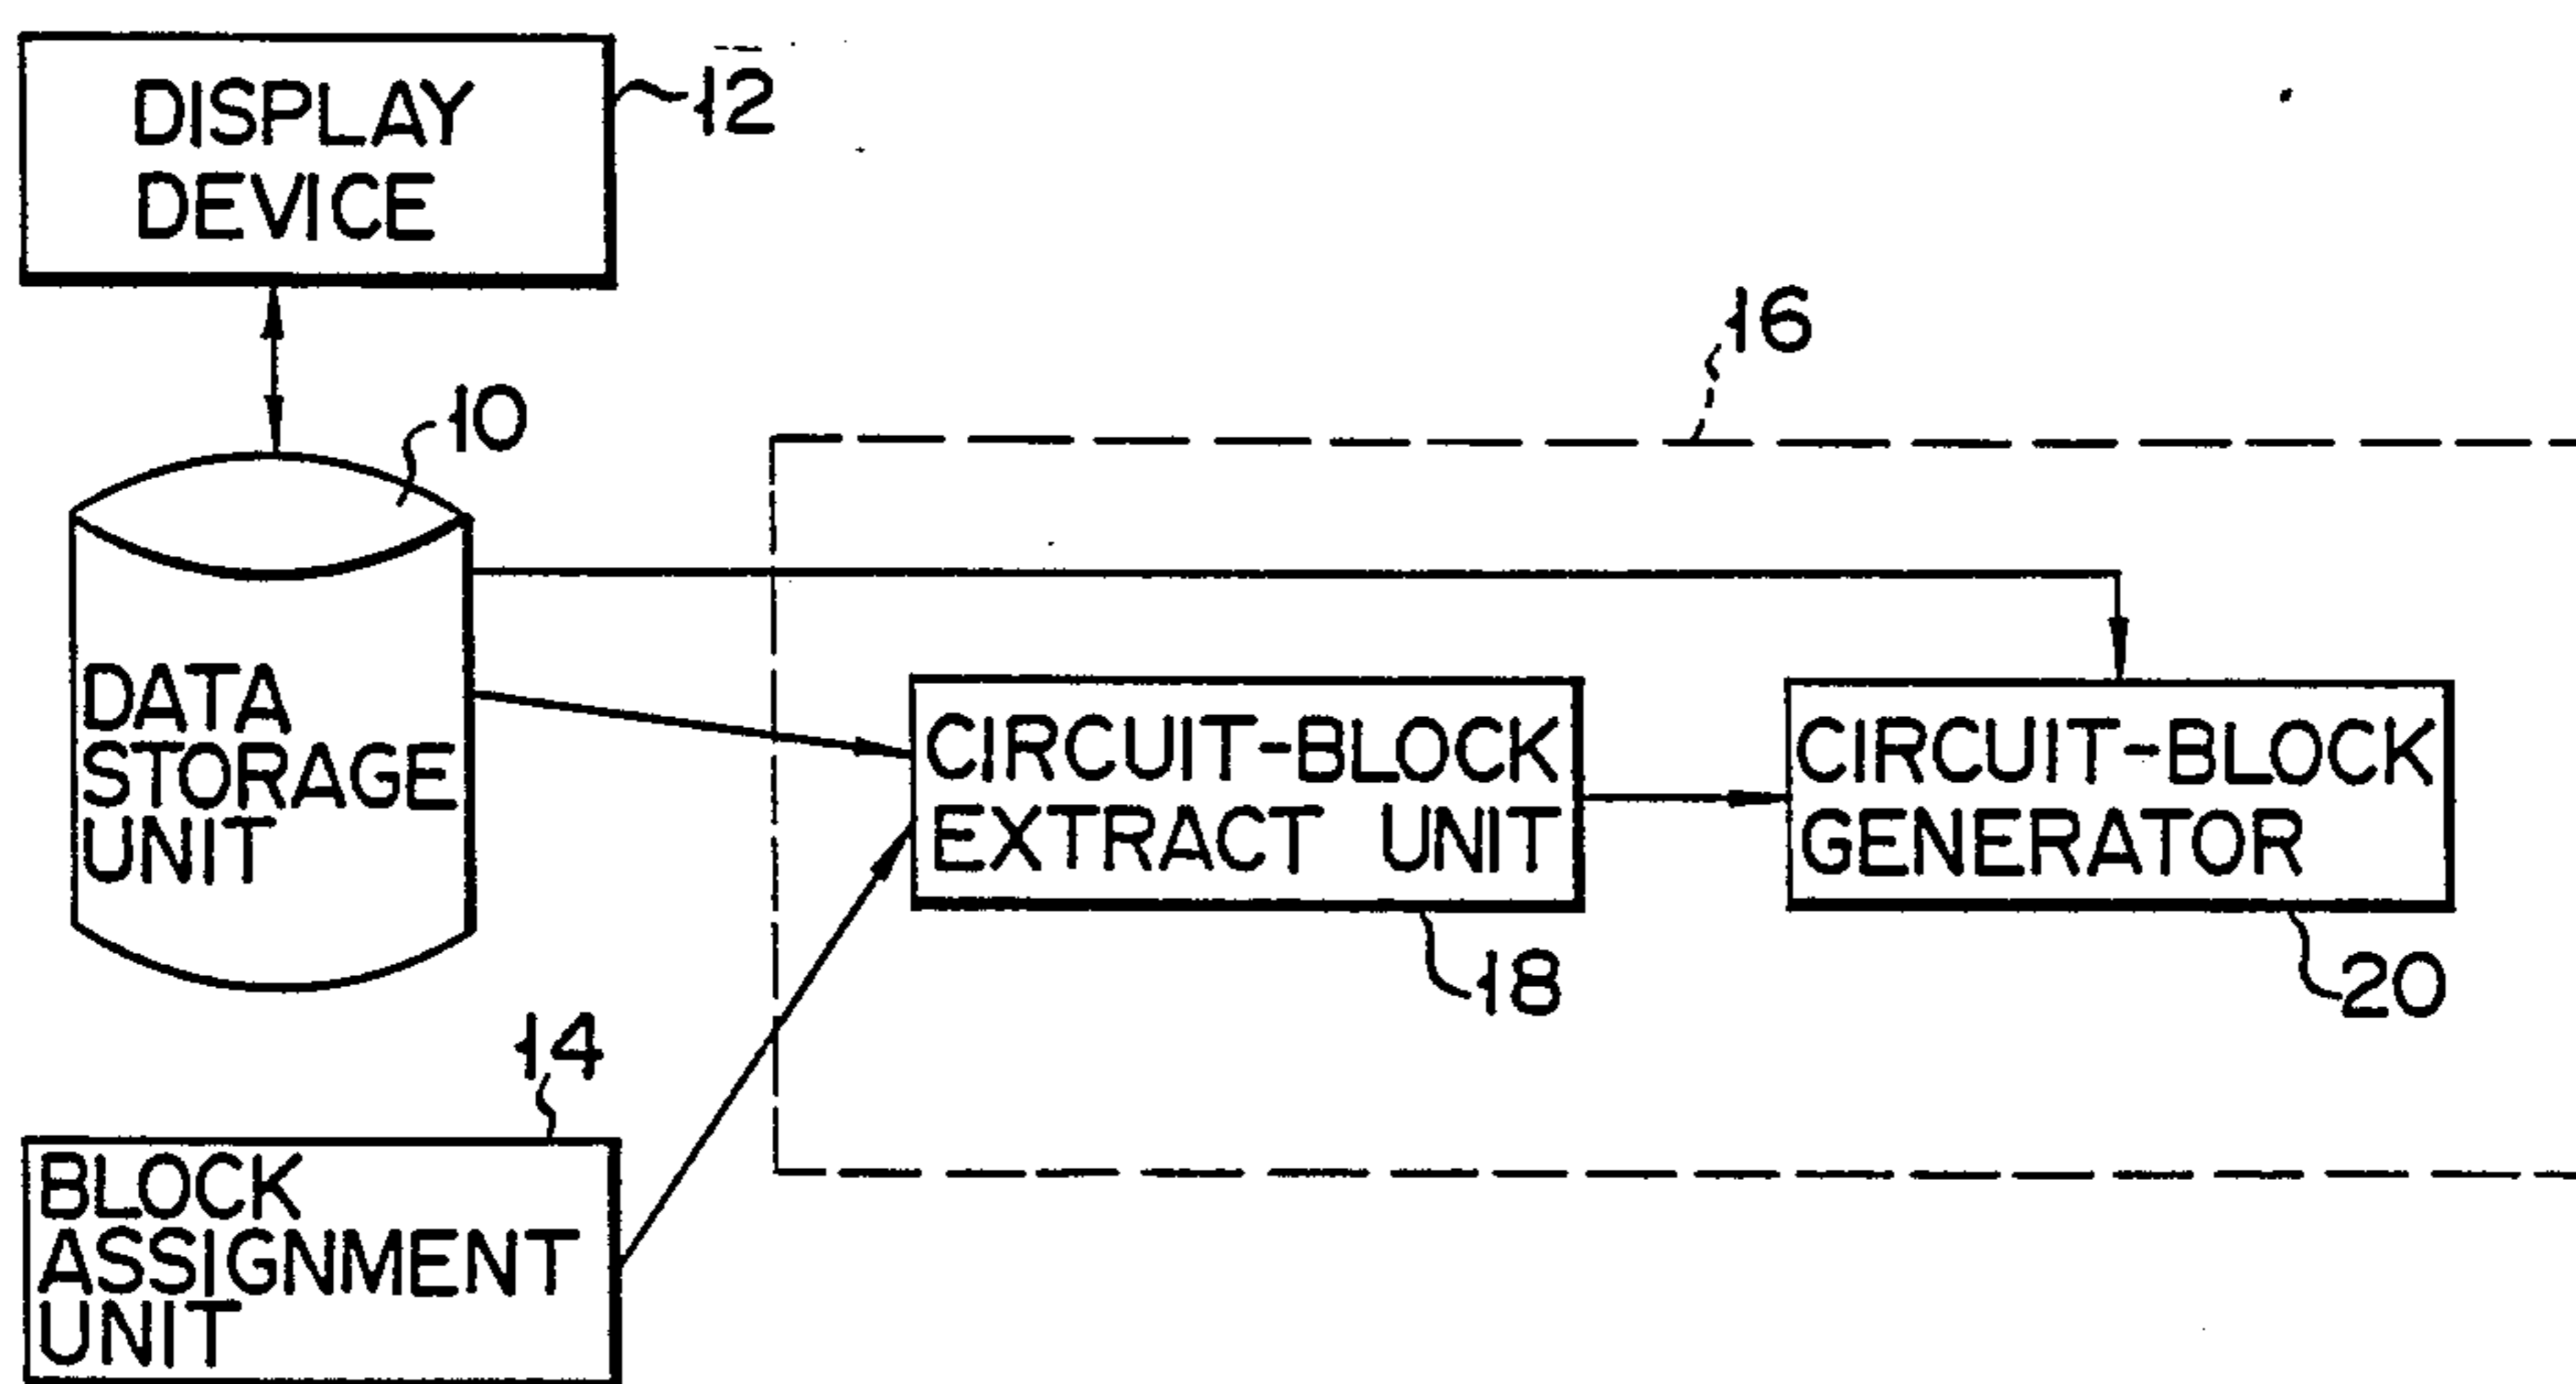 DISPLAY
DEVICE
12
16
10
DATA
STORAGE
UNIT
CIRCUIT-BLOCK
EXTRACT UNIT
CIRCUIT-BLOCK
GENERATOR
18
20
14
BLOCK
ASSIGNMENT
UNIT